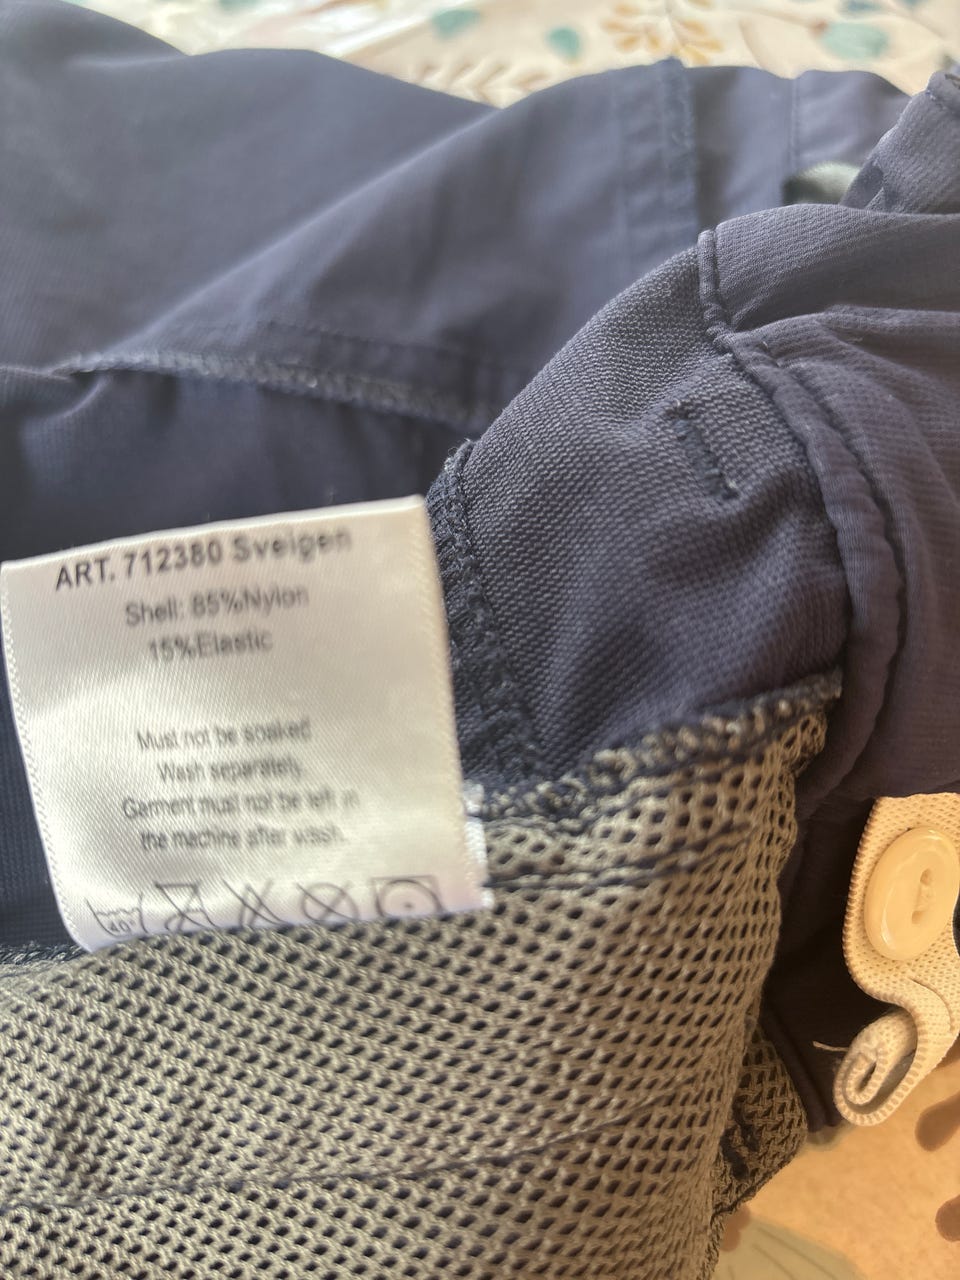 ART. 712380 Sveigen
Shell: 85%Nylon
15%Elastic
Must not be soaked
Wash separately.
Garment must not be left in
the machine after wash.
40°